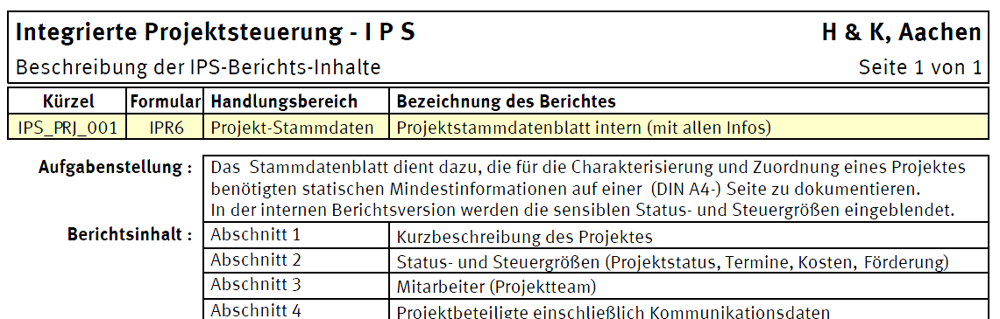 Integrierte Projektsteuerung - I P S H & K, Aachen
Beschreibung der IPS-Berichts-Inhalte Seite 1 von 1
Kürzel Formular Handlungsbereich Bezeichnung des Berichtes
IPS_PRJ_001 IPR6 Projekt-Stammdaten Projektstammdatenblatt intern (mit allen Infos)
Aufgabenstellung : Das Stammdatenblatt dient dazu, die für die Charakterisierung und Zuordnung eines Projektes
benötigten statischen Mindestinformationen auf einer (DIN A4-) Seite zu dokumentieren.
In der internen Berichtsversion werden die sensiblen Status- und Steuergrößen eingeblendet.
Berichtsinhalt : Abschnitt 1 Kurzbeschreibung des Projektes
Abschnitt 2 Status- und Steuergrößen (Projektstatus, Termine, Kosten, Förderung)
Abschnitt 3 Mitarbeiter (Projektteam)
Abschnitt 4 Projektbeteiligte einschließlich Kommunikationsdaten